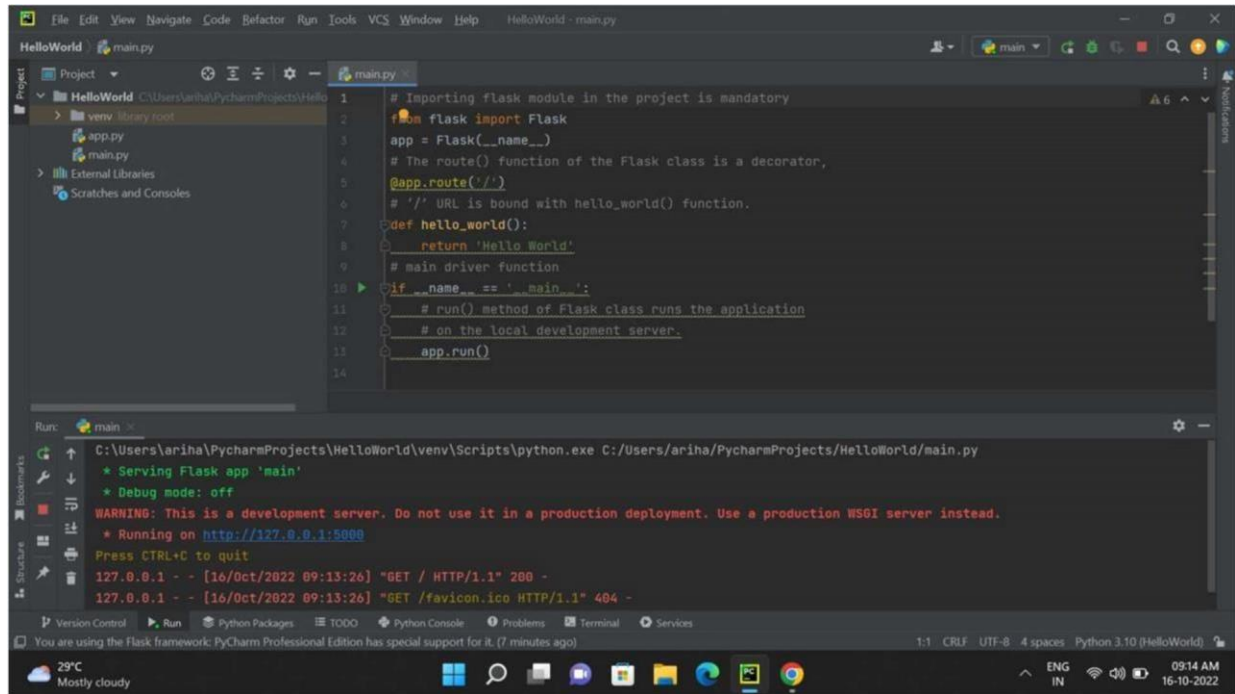 File Edit View Navigate Code Refactor Run Tools VCS Window Help HelloWorld - main.py
HelloWorld main.py
main
Project
Project
main.py
HelloWorld C:\Users\ariha\PycharmProjects\Hello
venv library root
app.py
main.py
External Libraries
Scratches and Consoles
1 # Importing flask module in the project is mandatory
2 from flask import Flask
3 app = Flask(__name__)
4 # The route() function of the Flask class is a decorator,
5 @app.route('/')
6 # '/' URL is bound with hello_world() function.
7 def hello_world():
8 return 'Hello World'
9 # main driver function
10 if __name__ == '__main__':
11 # run() method of Flask class runs the application
12 # on the local development server.
13 app.run()
14
6
Notifications
Run: main
C:\Users\ariha\PycharmProjects\HelloWorld\venv\Scripts\python.exe C:/Users/ariha/PycharmProjects/HelloWorld/main.py
* Serving Flask app 'main'
* Debug mode: off
WARNING: This is a development server. Do not use it in a production deployment. Use a production WSGI server instead.
* Running on http://127.0.0.1:5000
Press CTRL+C to quit
127.0.0.1 - - [16/Oct/2022 09:13:26] "GET / HTTP/1.1" 200 -
127.0.0.1 - - [16/Oct/2022 09:13:26] "GET /favicon.ico HTTP/1.1" 404 -
Bookmarks
Structure
Version Control Run Python Packages TODO Python Console Problems Terminal Services
You are using the Flask framework: PyCharm Professional Edition has special support for it. (7 minutes ago) 1:1 CRLF UTF-8 4 spaces Python 3.10 (HelloWorld)
29°C
Mostly cloudy
PC
ENG
IN
09:14 AM
16-10-2022